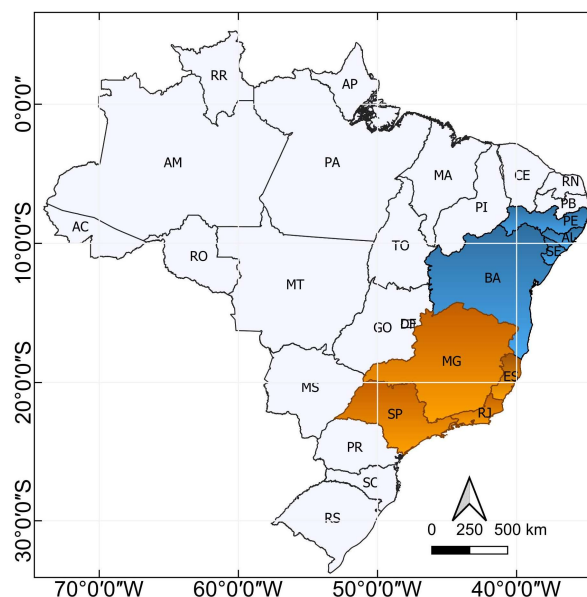 RR
AP
0°0′0″
AM
PA
MA
CE
RN
PB
PI
PE
AC
AL
10°0′0″S
RO
TO
SE
BA
MT
GO
DF
MG
ES
20°0′0″S
MS
SP
RJ
PR
SC
RS
0 250 500 km
30°0′0″S
70°0′0″W 60°0′0″W 50°0′0″W 40°0′0″W